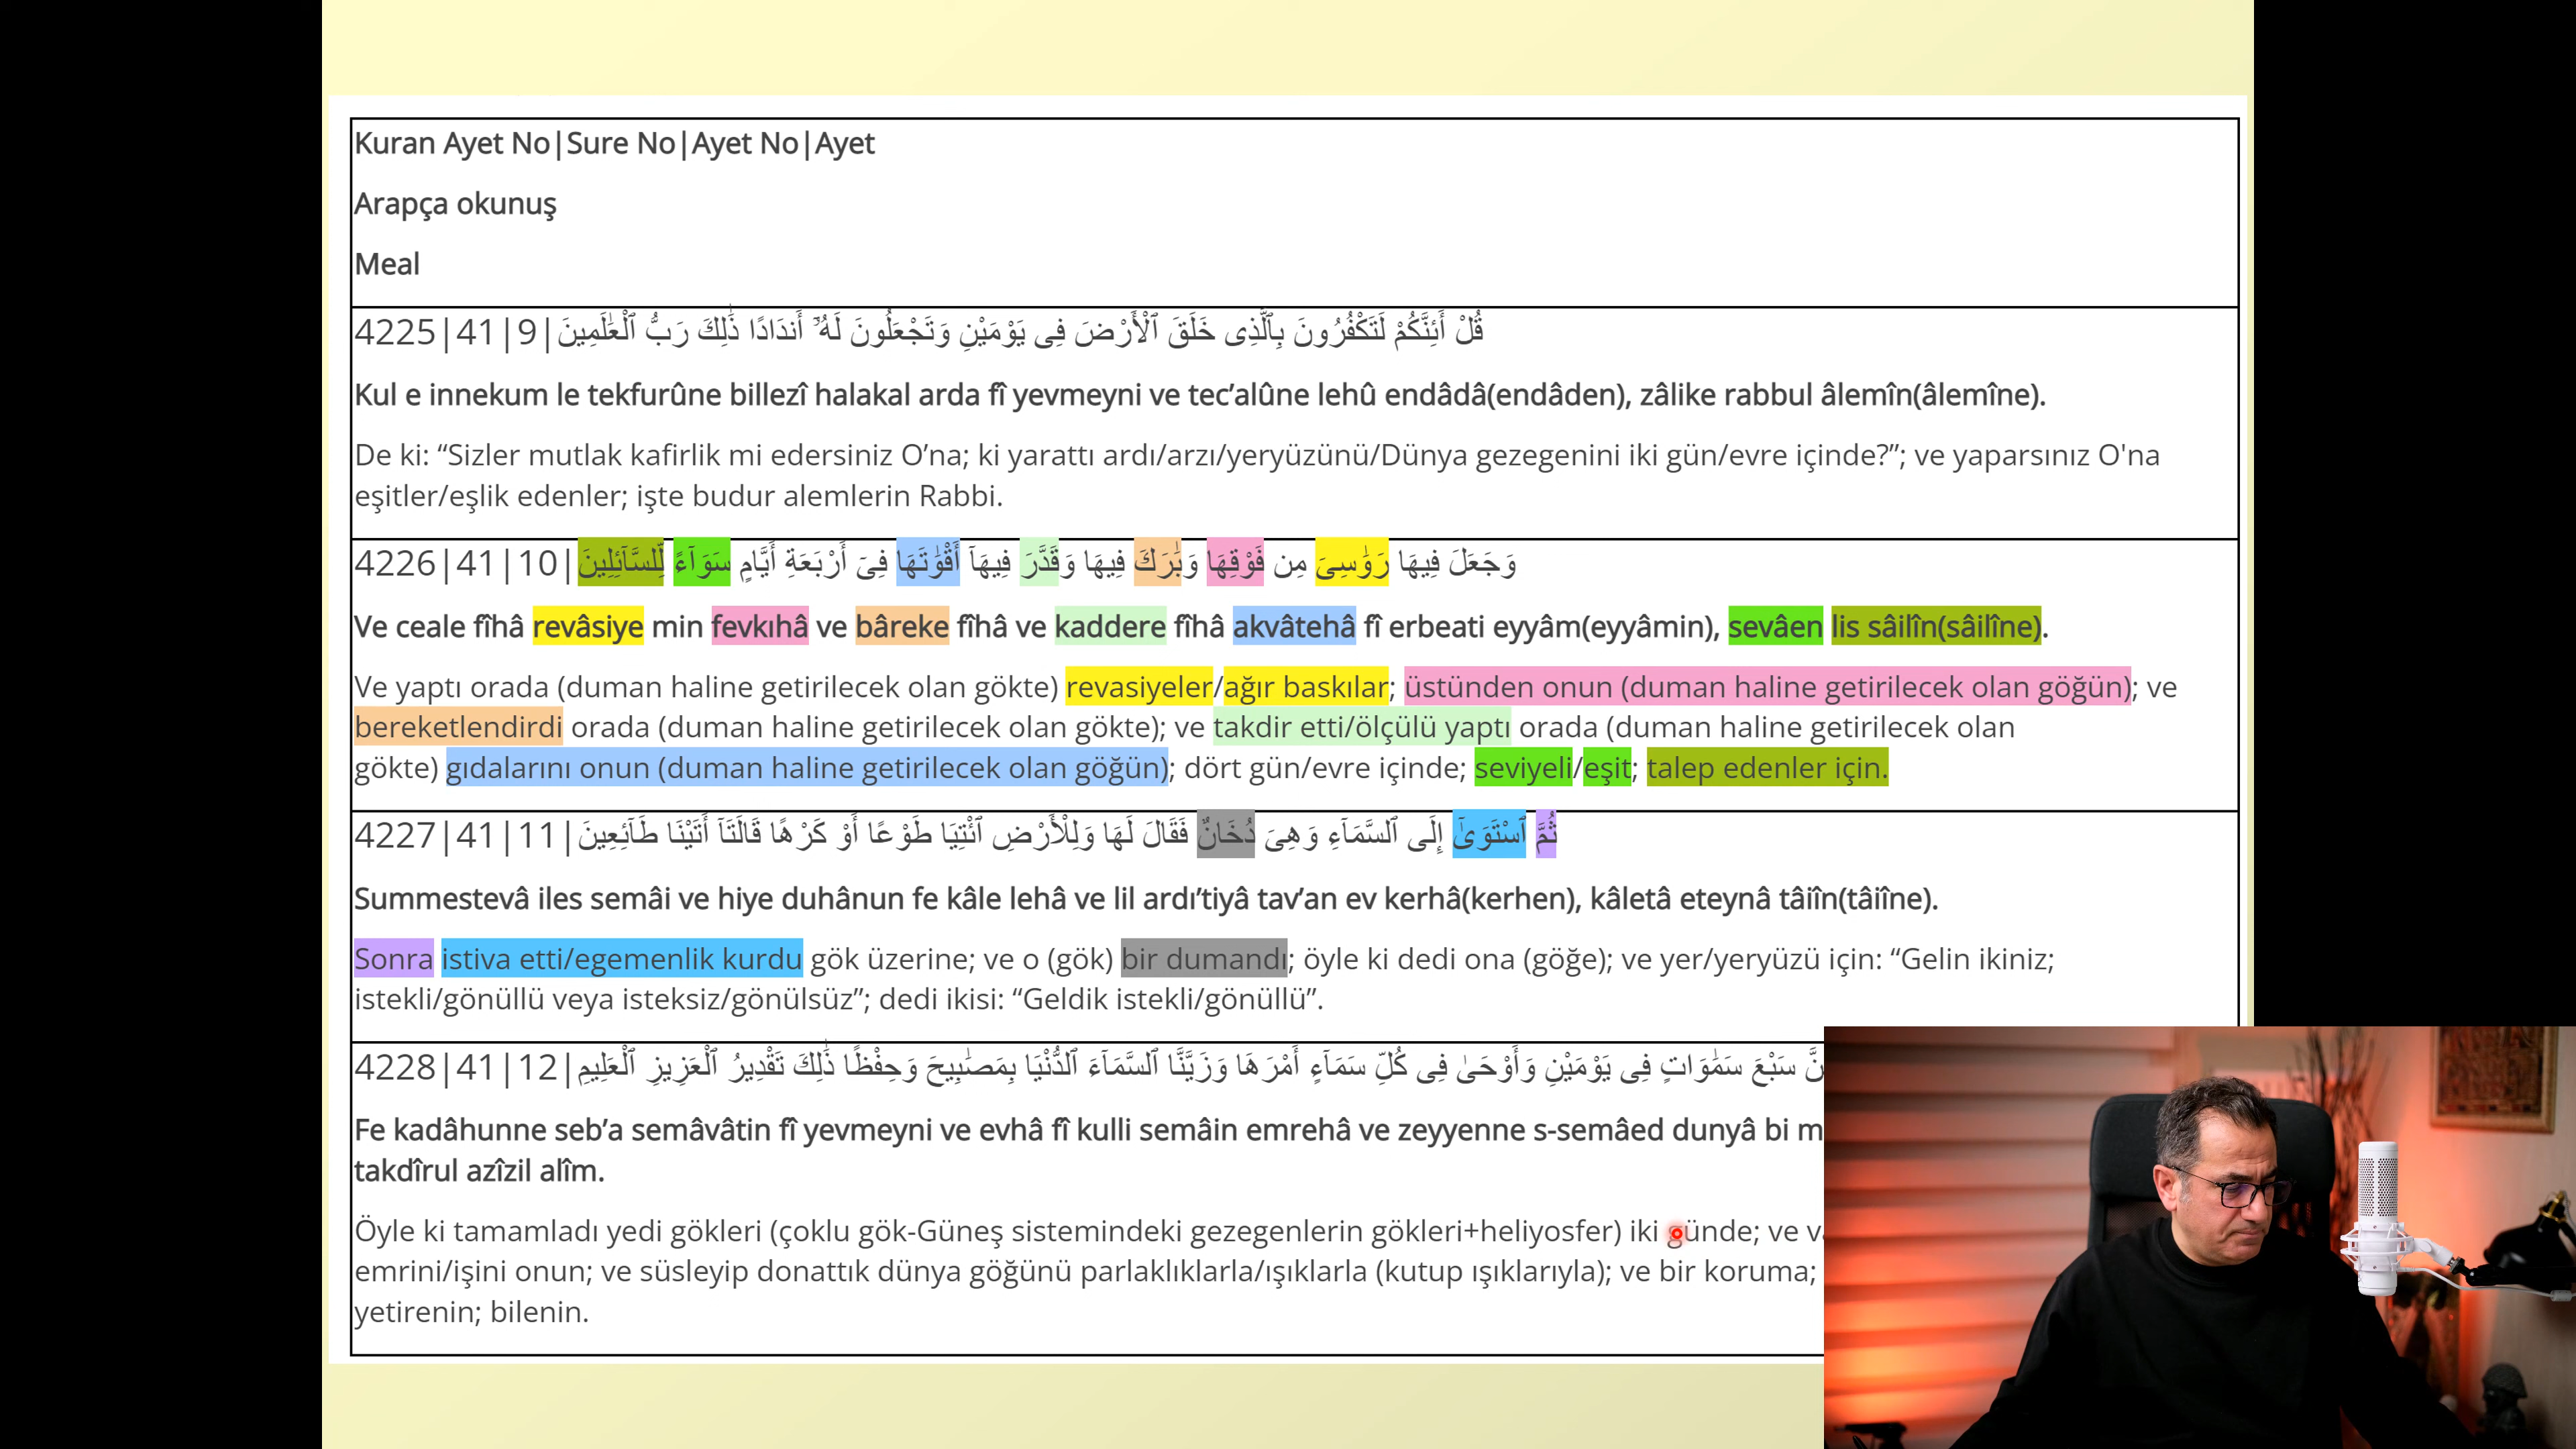 Kuran Ayet No|Sure No|Ayet No|Ayet
Arapça okunuş
Meal
4225|41|9|قُلْ أَئِنَّكُمْ لَتَكْفُرُونَ بِٱلَّذِى خَلَقَ ٱلْأَرْضَ فِى يَوْمَيْنِ وَتَجْعَلُونَ لَهُۥٓ أَندَادًا ذَٰلِكَ رَبُّ ٱلْعَٰلَمِينَ
Kul e innekum le tekfurûne billezî halakal arda fî yevmeyni ve tec’alûne lehû endâdâ(endâden), zâlike rabbul âlemîn(âlemîne).
De ki: “Sizler mutlak kafirlik mi edersiniz O’na; ki yarattı ardı/arzı/yeryüzünü/Dünya gezegenini iki gün/evre içinde?”; ve yaparsınız O'na
eşitler/eşlik edenler; işte budur alemlerin Rabbi.
4226|41|10|وَجَعَلَ فِيهَا رَوَٰسِىَ مِن فَوْقِهَا وَبَٰرَكَ فِيهَا وَقَدَّرَ فِيهَآ أَقْوَٰتَهَا فِىٓ أَرْبَعَةِ أَيَّامٍ سَوَآءً لِّلسَّآئِلِينَ
Ve ceale fîhâ revâsiye min fevkıhâ ve bâreke fîhâ ve kaddere fîhâ akvâtehâ fî erbeati eyyâm(eyyâmin), sevâen lis sâilîn(sâilîne).
Ve yaptı orada (duman haline getirilecek olan gökte) revasiyeler/ağır baskılar; üstünden onun (duman haline getirilecek olan göğün); ve
bereketlendirdi orada (duman haline getirilecek olan gökte); ve takdir etti/ölçülü yaptı orada (duman haline getirilecek olan
gökte) gıdalarını onun (duman haline getirilecek olan göğün); dört gün/evre içinde; seviyeli/eşit; talep edenler için.
4227|41|11|ثُمَّ ٱسْتَوَىٰٓ إِلَى ٱلسَّمَآءِ وَهِىَ دُخَانٌ فَقَالَ لَهَا وَلِلْأَرْضِ ٱئْتِيَا طَوْعًا أَوْ كَرْهًا قَالَتَآ أَتَيْنَا طَآئِعِينَ
Summestevâ iles semâi ve hiye duhânun fe kâle lehâ ve lil ardı’tiyâ tav’an ev kerhâ(kerhen), kâletâ eteynâ tâiîn(tâiîne).
Sonra istiva etti/egemenlik kurdu gök üzerine; ve o (gök) bir dumandı; öyle ki dedi ona (göğe); ve yer/yeryüzü için: “Gelin ikiniz;
istekli/gönüllü veya isteksiz/gönülsüz”; dedi ikisi: “Geldik istekli/gönüllü”.
4228|41|12|نَّ سَبْعَ سَمَٰوَاتٍ فِى يَوْمَيْنِ وَأَوْحَىٰ فِى كُلِّ سَمَآءٍ أَمْرَهَا وَزَيَّنَّا ٱلسَّمَآءَ ٱلدُّنْيَا بِمَصَٰبِيحَ وَحِفْظًا ذَٰلِكَ تَقْدِيرُ ٱلْعَزِيزِ ٱلْعَلِيمِ
Fe kadâhunne seb’a semâvâtin fî yevmeyni ve evhâ fî kulli semâin emrehâ ve zeyyenne s-semâed dunyâ bi m
takdîrul azîzil alîm.
Öyle ki tamamladı yedi gökleri (çoklu gök-Güneş sistemindeki gezegenlerin gökleri+heliyosfer) iki günde; ve v
emrini/işini onun; ve süsleyip donattık dünya göğünü parlaklıklarla/ışıklarla (kutup ışıklarıyla); ve bir koruma;
yetirenin; bilenin.